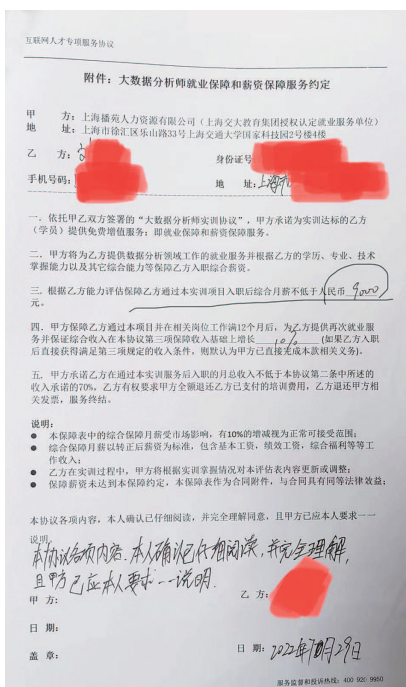 互联网人才专项服务协议
附件：大数据分析师就业保障和薪资保障服务约定
甲 方：上海播苑人力资源有限公司（上海交大教育集团授权认定就业服务单位）
地 址：上海市徐汇区乐山路33号上海交通大学国家科技园2号楼4楼
乙 方： 身份证号
手机号码： 地 址：上海市
一、依托甲乙双方签署的“大数据分析师实训协议”，甲方承诺为实训达标的乙方
（学员）提供免费增值服务：即就业保障和薪资保障服务。
二、甲方将为乙方提供数据分析领域工作的就业服务并根据乙方的学历、专业、技术
掌握能力以及其它综合能力等保障乙方入职综合薪资。
三、根据乙方能力评估保障乙方通过本实训项目入职后综合月薪不低于人民币 9000
元。
四、甲方保障乙方通过本项目并在相关岗位工作满12个月后，为乙方提供再次就业服
务并保证综合收入在本协议第三项保障收入基础上增长 10% （如果乙方入职
后直接获得满足第三项规定的收入条件，则默认为甲方已直接完成本款相关义务）。
五、甲方承诺乙方在通过本实训服务后入职的月总收入不低于本协议第二条中所述的
收入承诺的70%，乙方有权要求甲方全额退还乙方已支付的培训费用，乙方退还甲方相
关发票，服务终结。
说明：
● 本保障表中的综合保障月薪受市场影响，有10%的增减视为正常可接受范围；
● 综合保障月薪以转正后薪资为标准，包含基本工资，绩效工资，综合福利等等工
作收入；
● 乙方在实训过程中，甲方将根据实训掌握情况对本评估表内容更新或调整；
● 保障薪资未达到本保障约定，本保障表作为合同附件，与合同具有同等法律效益；
本协议各项内容，本人确认已仔细阅读，并完全理解同意，且甲方已应本人要求一一
说明。
本协议各项内容，本人确认已仔细阅读，并完全理解，
且甲方已应本人要求一一说明.
甲 方： 乙 方：
日 期： 日 期：2022年10月29日
盖 章：
服务监督和投诉热线：400 920 9950